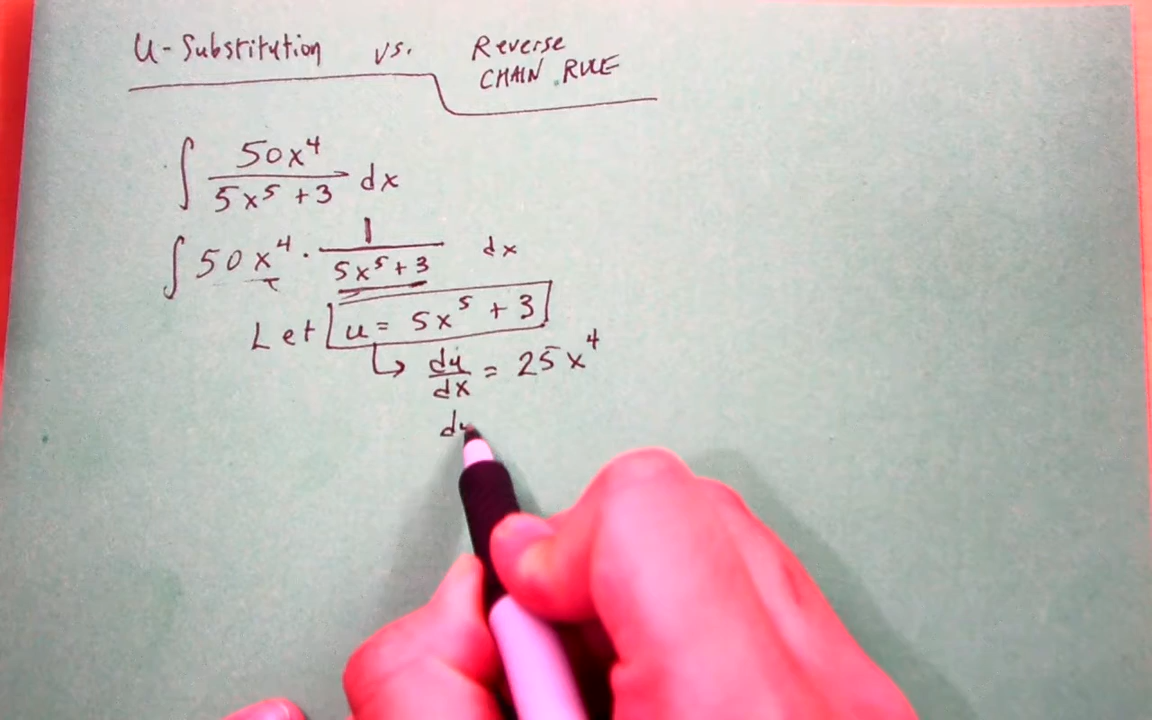 U-Substitution vs. Reverse CHAIN RULE
∫ 50x⁴ / 5x⁵ + 3 dx
∫ 50x⁴ · 1 / 5x⁵ + 3 dx
Let u = 5x⁵ + 3
du/dx = 25x⁴
du